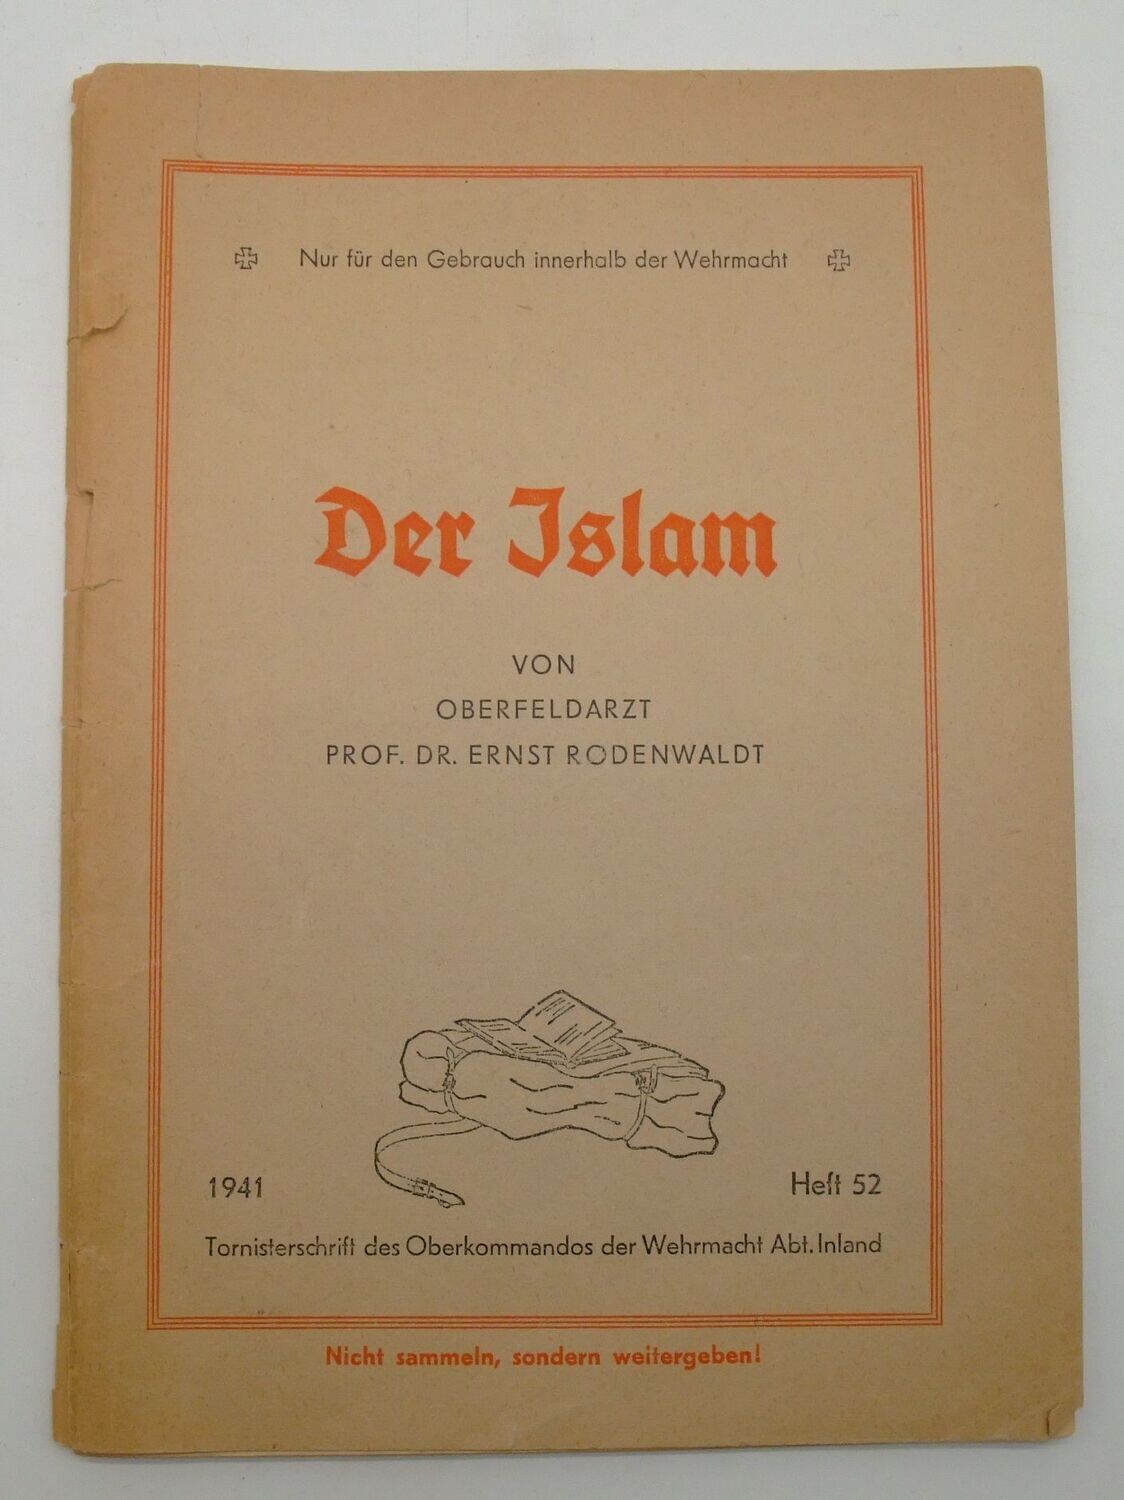 Nur für den Gebrauch innerhalb der Wehrmacht
Der Islam
VON
OBERFELDARZT
PROF. DR. ERNST RODENWALDT
1941
Heft 52
Tornisterschrift des Oberkommandos der Wehrmacht Abt. Inland
Nicht sammeln, sondern weitergeben!